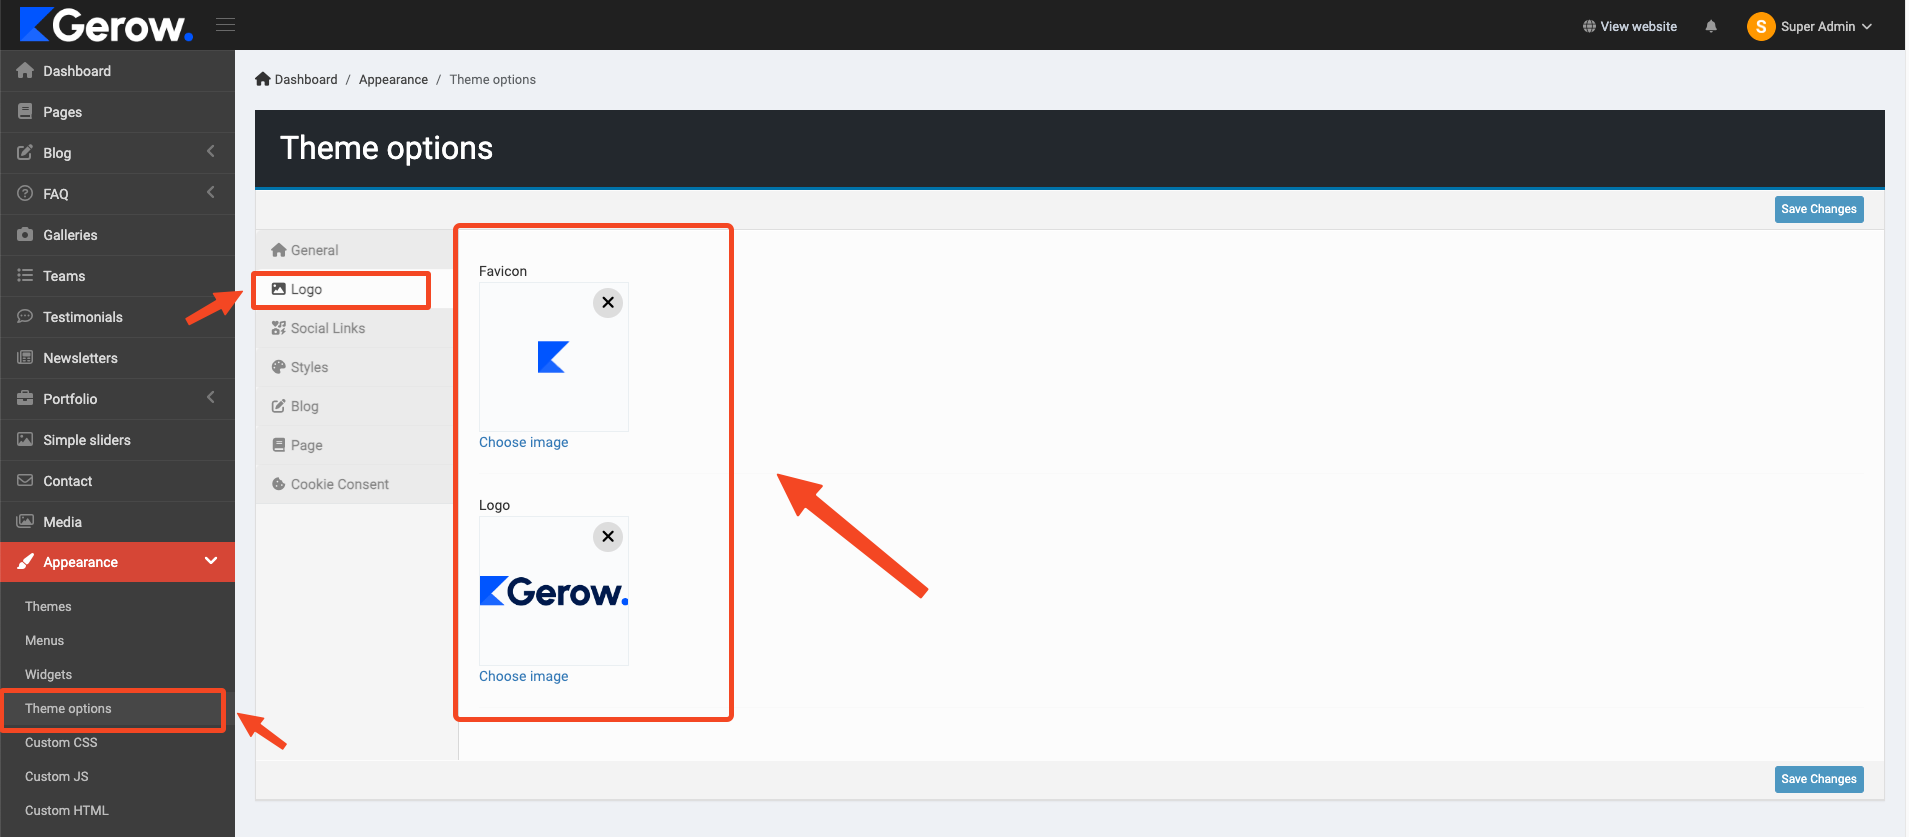 Gerow.
View website
S
Super Admin
Dashboard
Pages
Blog
FAQ
Galleries
Teams
Testimonials
Newsletters
Portfolio
Simple sliders
Contact
Media
Appearance
Themes
Menus
Widgets
Theme options
Custom CSS
Custom JS
Custom HTML
Dashboard / Appearance / Theme options
Theme options
Save Changes
General
Logo
Social Links
Styles
Blog
Page
Cookie Consent
Favicon
Choose image
Logo
Gerow.
Choose image
Save Changes